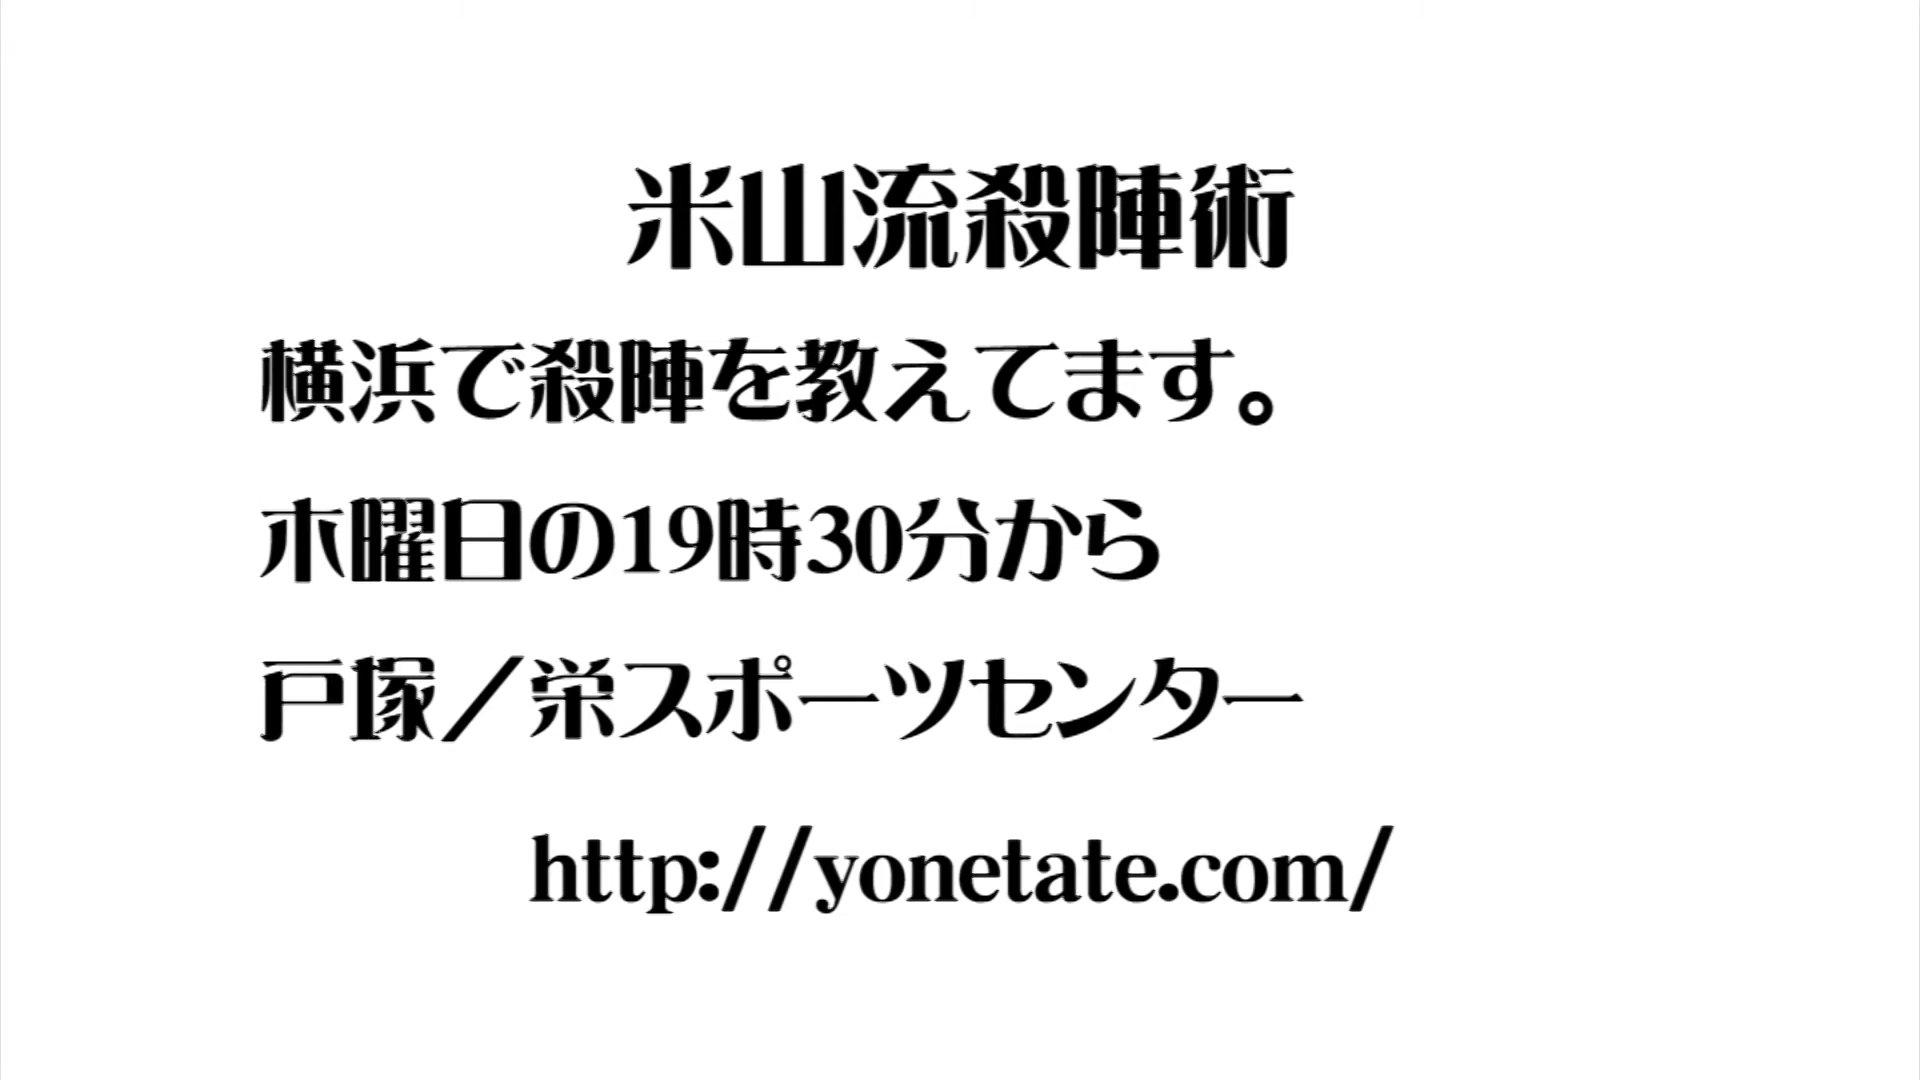 米山流殺陣術
横浜で殺陣を教えてます。
木曜日の19時30分から
戸塚／栄スポーツセンター
http://yonetate.com/